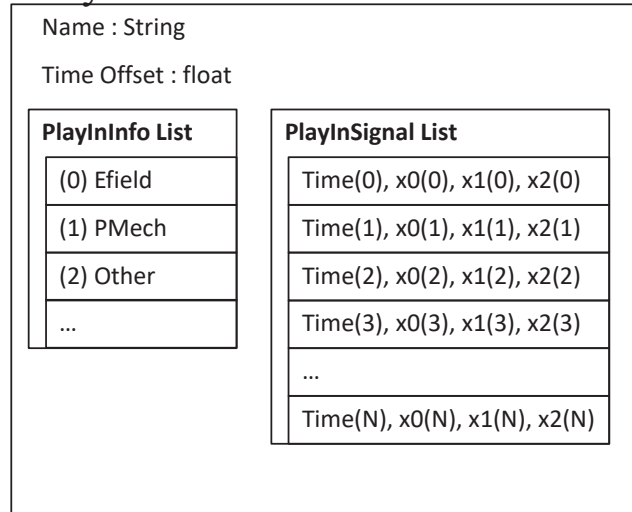 Name : String
Time Offset : float
PlayInInfo List
(0) Efield
(1) PMech
(2) Other
...
PlayInSignal List
Time(0), x0(0), x1(0), x2(0)
Time(1), x0(1), x1(1), x2(1)
Time(2), x0(2), x1(2), x2(2)
Time(3), x0(3), x1(3), x2(3)
...
Time(N), x0(N), x1(N), x2(N)